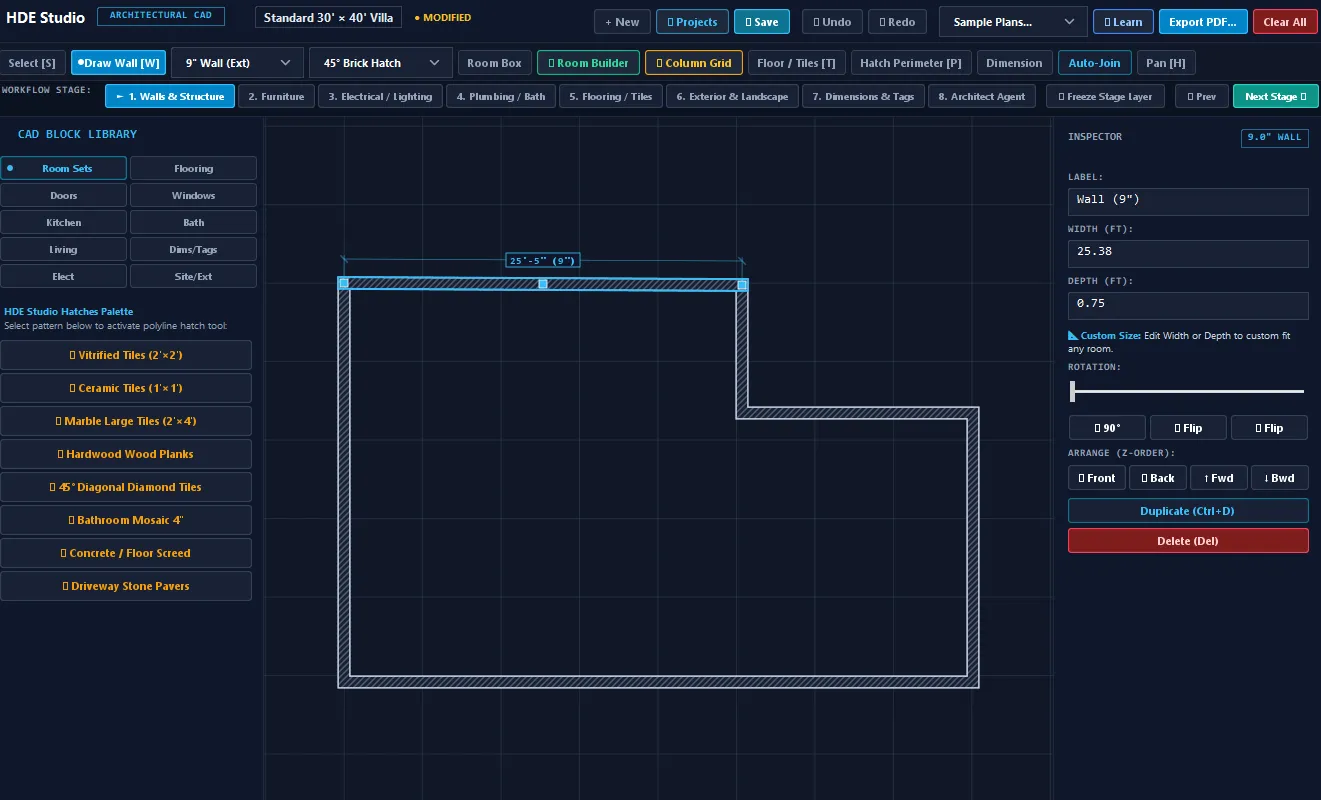 HDE Studio ARCHITECTURAL CAD Standard 30' × 40' Villa ● MODIFIED + New Projects Save Undo Redo Sample Plans... Learn Export PDF... Clear All
Select [S] Draw Wall [W] 9" Wall (Ext) 45° Brick Hatch Room Box Room Builder Column Grid Floor / Tiles [T] Hatch Perimeter [P] Dimension Auto-Join Pan [H]
WORKFLOW STAGE: 1. Walls & Structure 2. Furniture 3. Electrical / Lighting 4. Plumbing / Bath 5. Flooring / Tiles 6. Exterior & Landscape 7. Dimensions & Tags 8. Architect Agent Freeze Stage Layer Prev Next Stage
CAD BLOCK LIBRARY
Room Sets Flooring
Doors Windows
Kitchen Bath
Living Dims/Tags
Elect Site/Ext
HDE Studio Hatches Palette
Select pattern below to activate polyline hatch tool:
Vitrified Tiles (2'×2')
Ceramic Tiles (1'×1')
Marble Large Tiles (2'×4')
Hardwood Wood Planks
45° Diagonal Diamond Tiles
Bathroom Mosaic 4"
Concrete / Floor Screed
Driveway Stone Pavers
25'-5" (9")
INSPECTOR 9.0" WALL
LABEL:
Wall (9")
WIDTH (FT):
25.38
DEPTH (FT):
0.75
Custom Size: Edit Width or Depth to custom fit
any room.
ROTATION:
90° Flip Flip
ARRANGE (Z-ORDER):
Front Back ↑ Fwd ↓ Bwd
Duplicate (Ctrl+D)
Delete (Del)